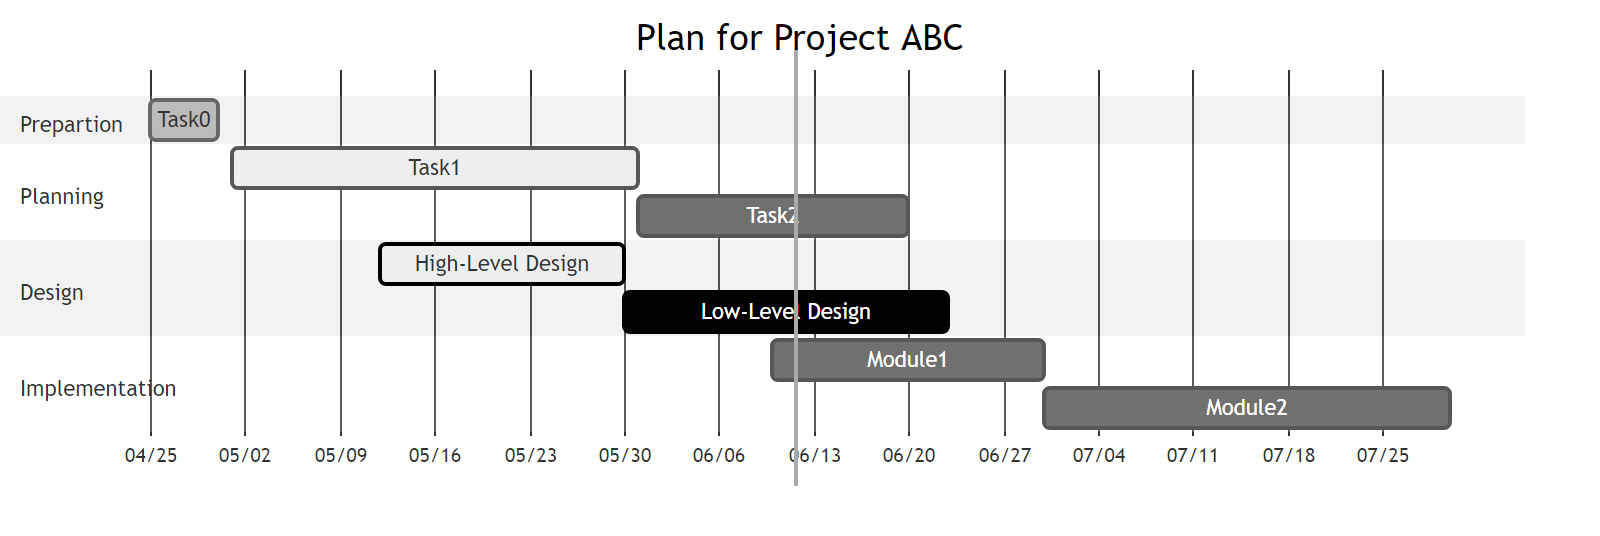 Plan for Project ABC
Prepartion
Task0
Planning
Task1
Task2
Design
High-Level Design
Low-Level Design
Implementation
Module1
Module2
04/25 05/02 05/09 05/16 05/23 05/30 06/06 06/13 06/20 06/27 07/04 07/11 07/18 07/25